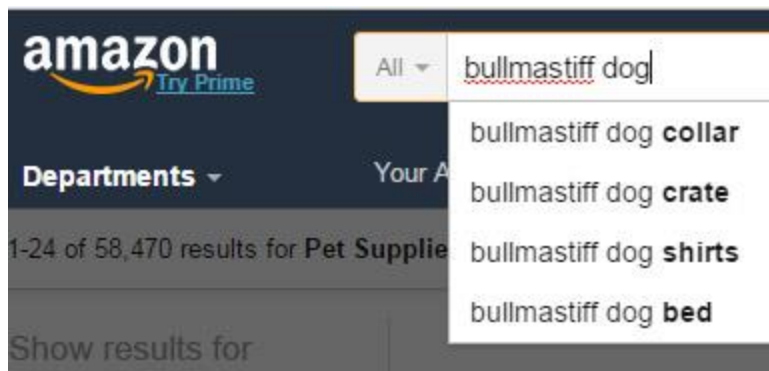 amazon
Try Prime
All
bullmastiff dog
bullmastiff dog collar
bullmastiff dog crate
bullmastiff dog shirts
bullmastiff dog bed
Departments
Your
1-24 of 58,470 results for Pet
Show results for